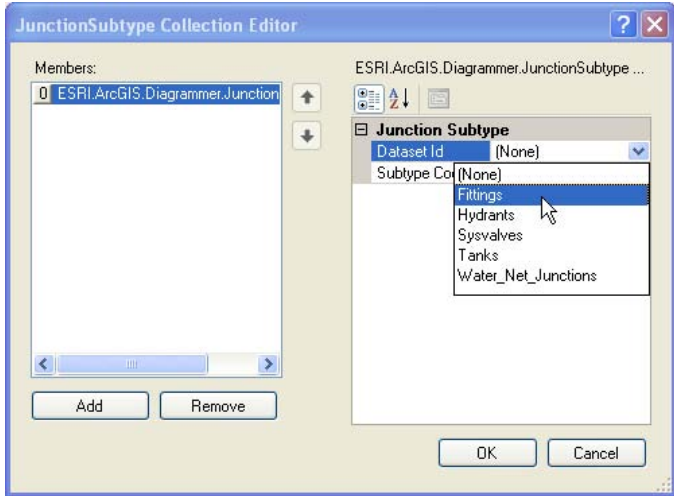 JunctionSubtype Collection Editor
Members:
0 ESRI.ArcGIS.Diagrammer.Junction
Add
Remove
ESRI.ArcGIS.Diagrammer.JunctionSubtype ...
Junction Subtype
Dataset Id (None)
Subtype Co
(None)
Fittings
Hydrants
Sysvalves
Tanks
Water_Net_Junctions
OK
Cancel